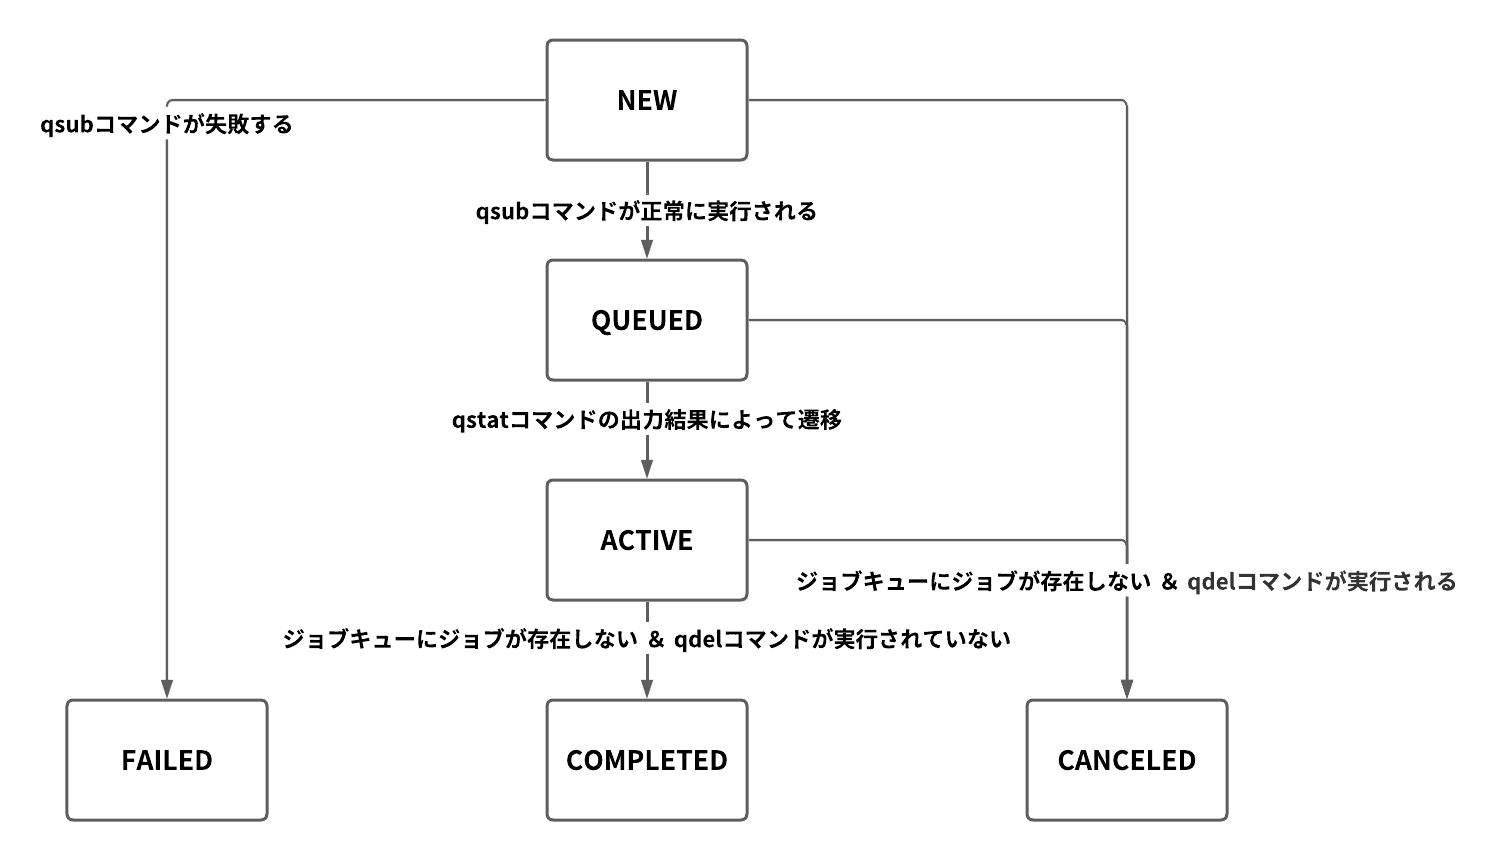 NEW
qsubコマンドが失敗する
qsubコマンドが正常に実行される
QUEUED
qstatコマンドの出力結果によって遷移
ACTIVE
ジョブキューにジョブが存在しない & qdelコマンドが実行される
ジョブキューにジョブが存在しない & qdelコマンドが実行されていない
FAILED
COMPLETED
CANCELED